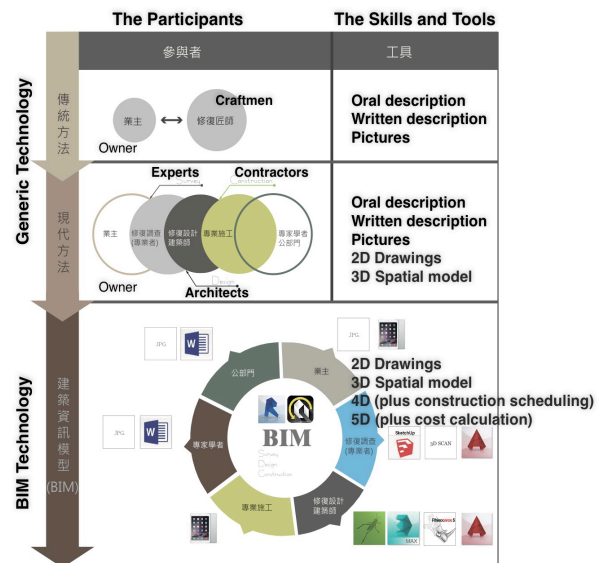 The Participants
The Skills and Tools
參與者
工具
Generic Technology
傳統方法
Craftmen
業主
修復匠師
Owner
Oral description
Written description
Pictures
現代方法
Experts
Survey
Contractors
Construction
業主
修復調查
(專業者)
修復設計
建築師
專業施工
專家學者
公部門
Owner
Design
Architects
Oral description
Written description
Pictures
2D Drawings
3D Spatial model
BIM Technology
建築資訊模型
(BIM)
JPG
W
JPG
公部門
業主
2D Drawings
3D Spatial model
4D (plus construction scheduling)
5D (plus cost calculation)
JPG
W
專家學者
BIM
Survey
Design
Construction
修復調查
(專業者)
SketchUp
3D SCAN
專業施工
修復設計
建築師
MAX
Rhinoceros 5